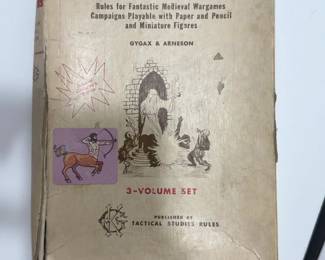 Rules for Fantastic Medieval Wargames
Campaigns Playable with Paper and Pencil
and Miniature Figures
GYGAX & ARNESON
3-VOLUME SET
PUBLISHED BY
TACTICAL STUDIES RULES